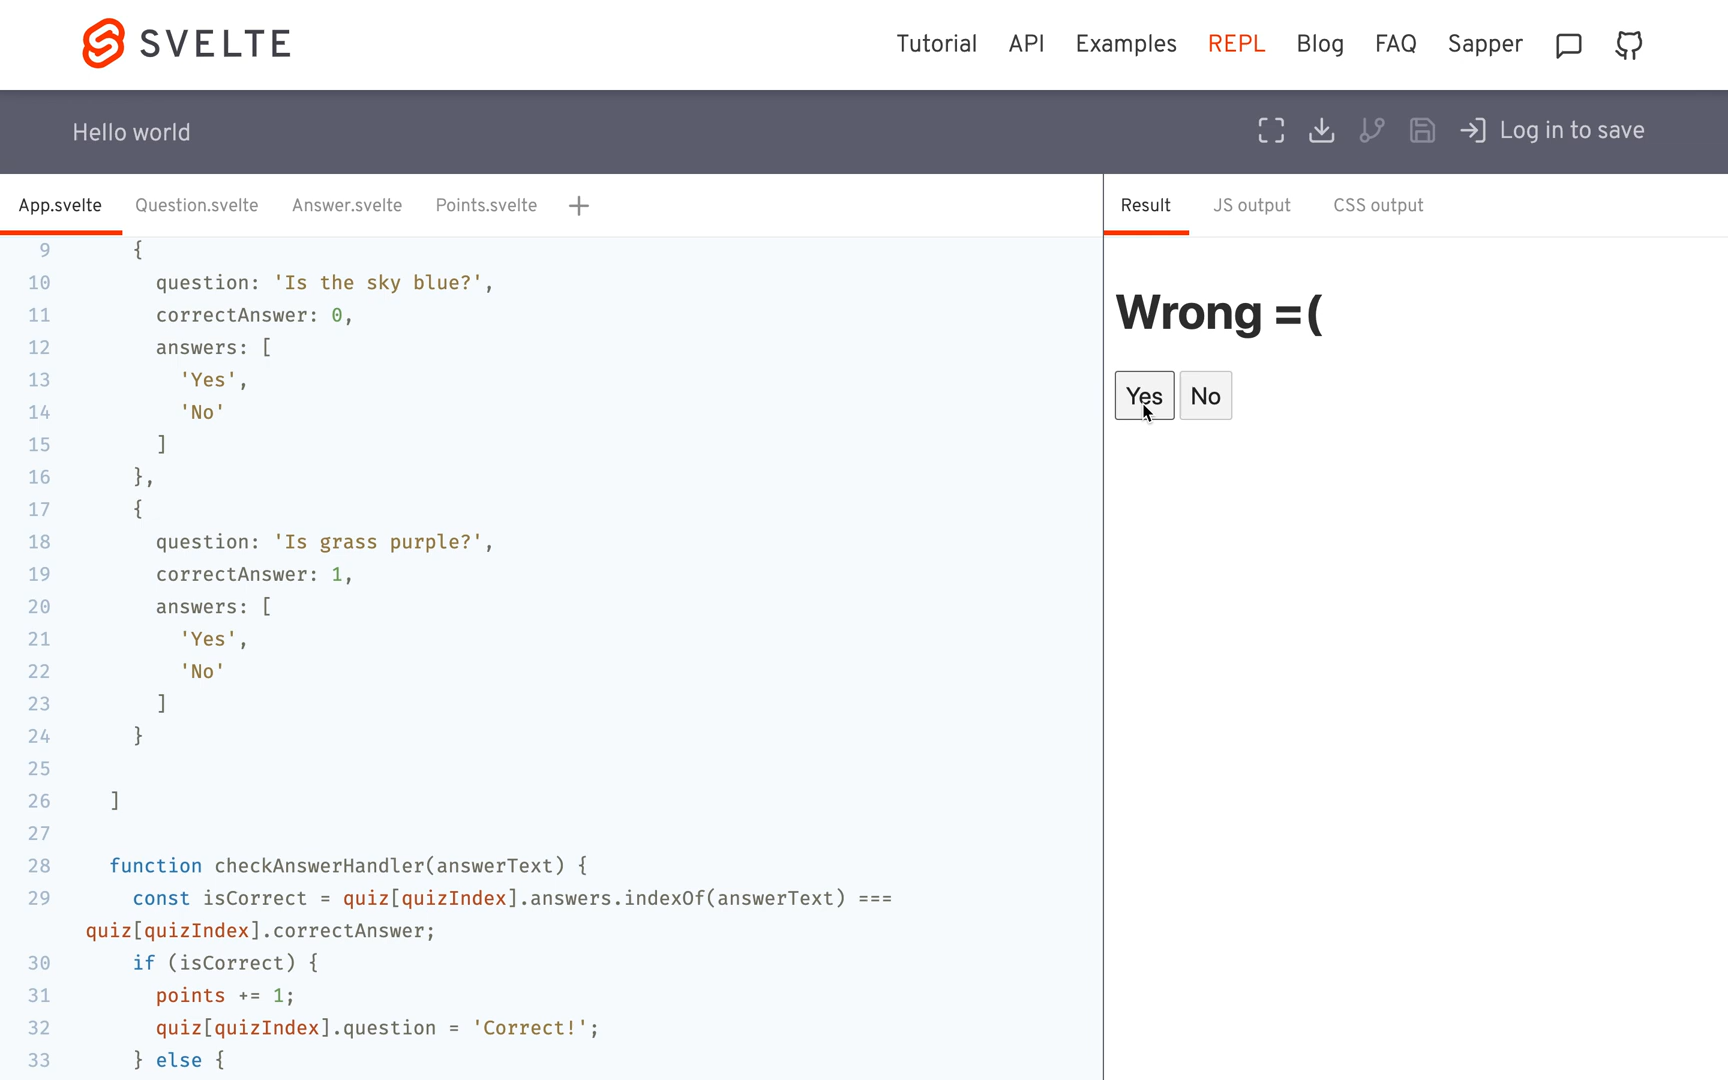 SVELTE
Tutorial API Examples REPL Blog FAQ Sapper
Hello world
Log in to save
App.svelte Question.svelte Answer.svelte Points.svelte +
Result JS output CSS output
9 {
10 question: 'Is the sky blue?',
11 correctAnswer: 0,
12 answers: [
13 'Yes',
14 'No'
15 ]
16 },
17 {
18 question: 'Is grass purple?',
19 correctAnswer: 1,
20 answers: [
21 'Yes',
22 'No'
23 ]
24 }
25
26 ]
27
28 function checkAnswerHandler(answerText) {
29 const isCorrect = quiz[quizIndex].answers.indexOf(answerText) ===
quiz[quizIndex].correctAnswer;
30 if (isCorrect) {
31 points += 1;
32 quiz[quizIndex].question = 'Correct!';
33 } else {
Wrong =(
Yes No